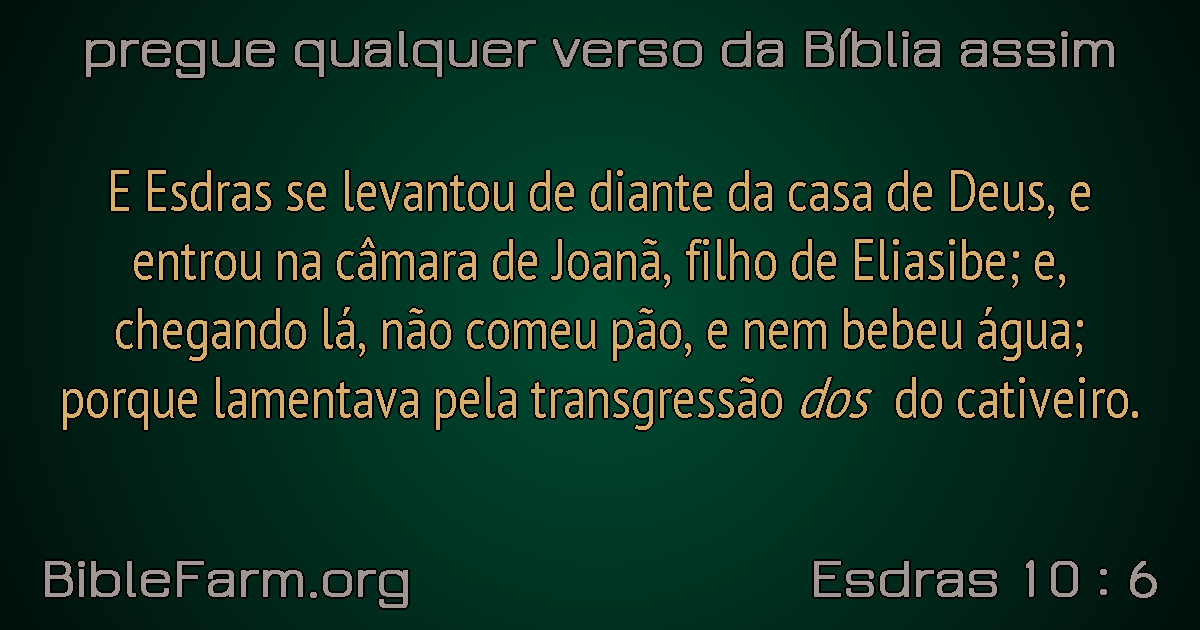 pregue qualquer verso da Bíblia assim
E Esdras se levantou de diante da casa de Deus, e
entrou na câmara de Joanã, filho de Eliasibe; e,
chegando lá, não comeu pão, e nem bebeu água;
porque lamentava pela transgressão dos do cativeiro.
BibleFarm.org
Esdras 10 : 6